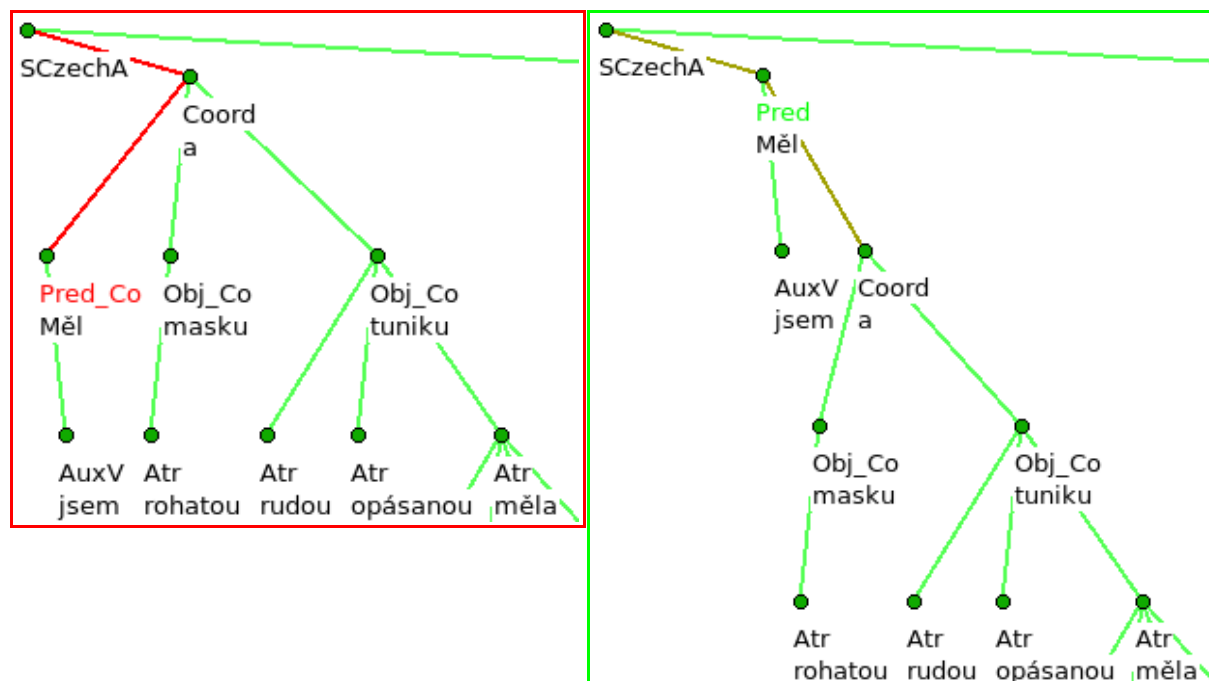 SCzechA
Coord
a
Pred_Co
Měl
Obj_Co
masku
Obj_Co
tuniku
AuxV
jsem
Atr
rohatou
Atr
rudou
Atr
opásanou
Atr
měla
SCzechA
Pred
Měl
AuxV
jsem
Coord
a
Obj_Co
masku
Obj_Co
tuniku
Atr
rohatou
Atr
rudou
Atr
opásanou
Atr
měla